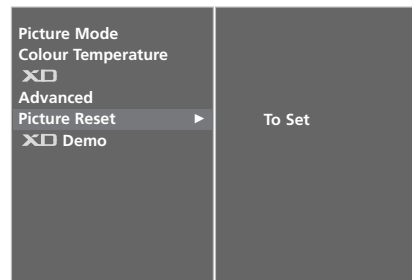 Picture Mode
Colour Temperature
XD
Advanced
Picture Reset ►
To Set
XD Demo